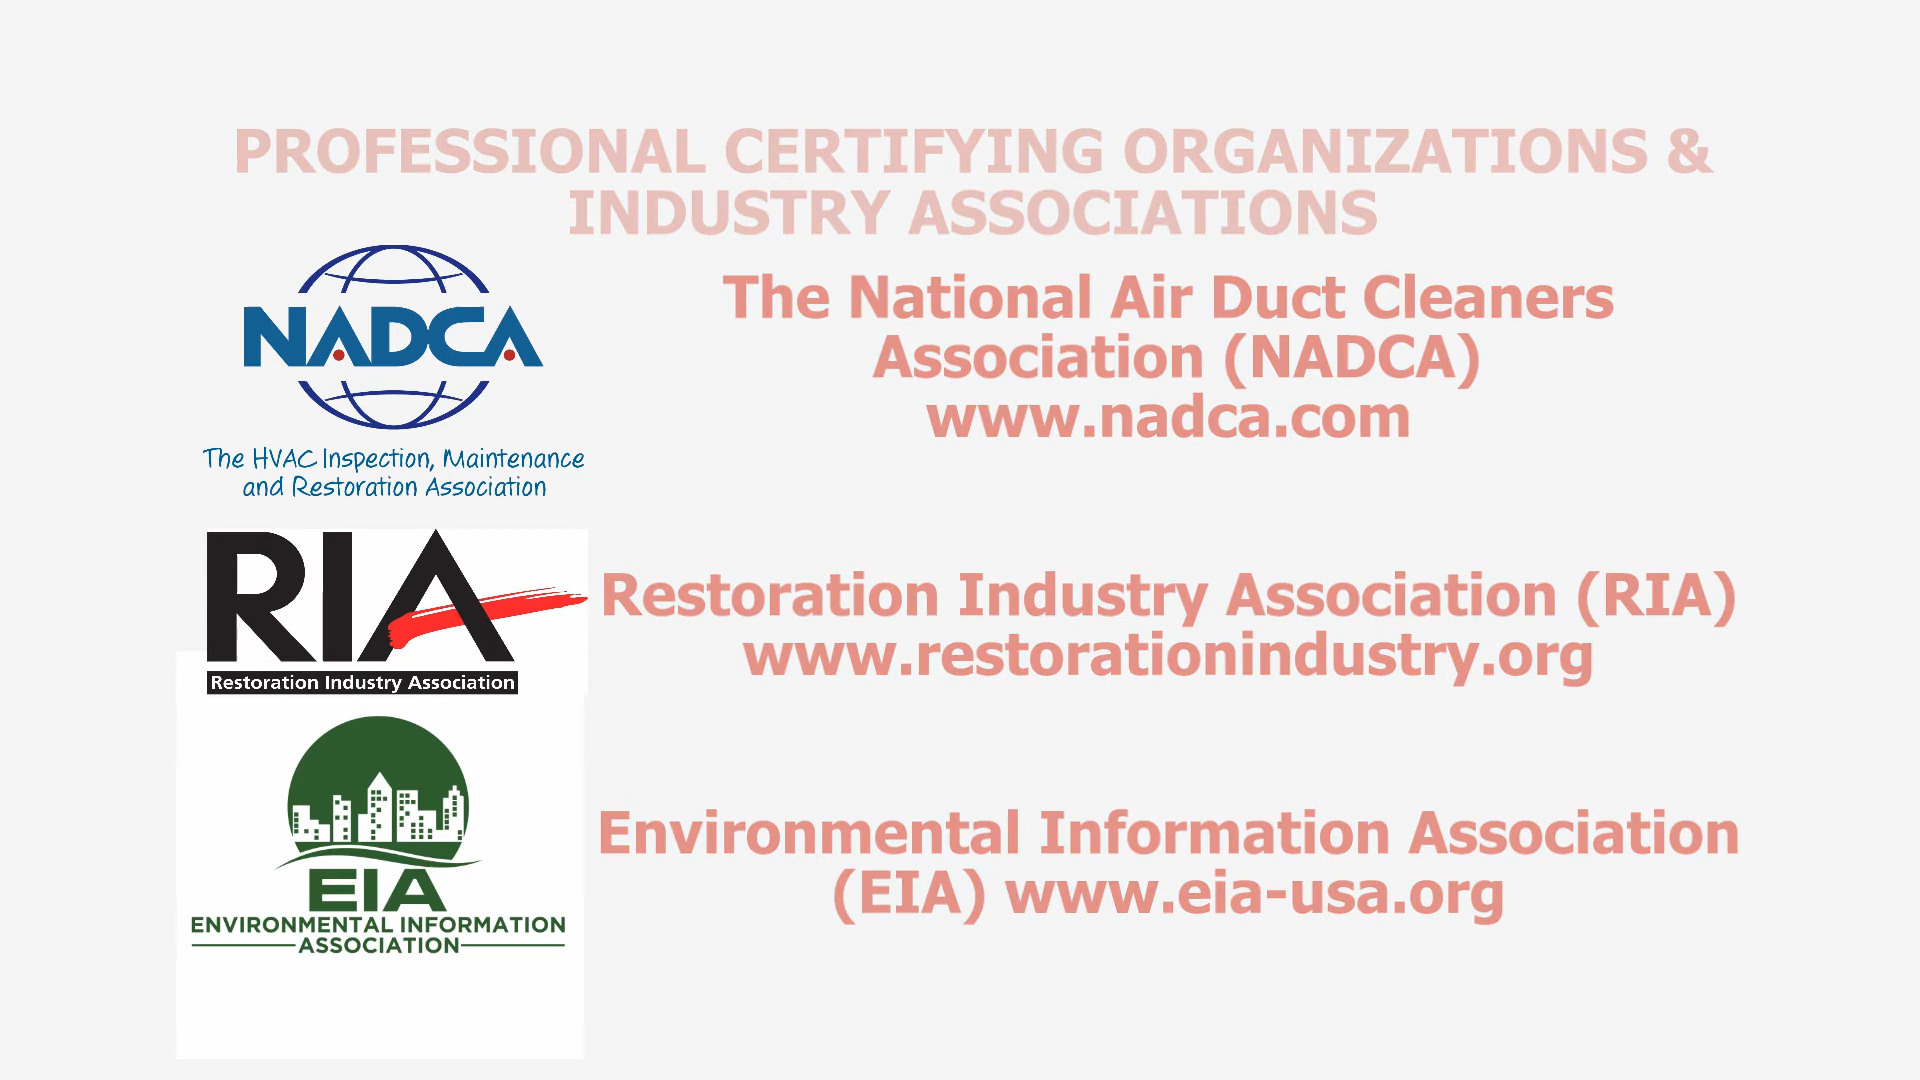 PROFESSIONAL CERTIFYING ORGANIZATIONS &
INDUSTRY ASSOCIATIONS
NADCA
The HVAC Inspection, Maintenance
and Restoration Association
The National Air Duct Cleaners
Association (NADCA)
www.nadca.com
RIA
Restoration Industry Association
Restoration Industry Association (RIA)
www.restorationindustry.org
EIA
ENVIRONMENTAL INFORMATION
ASSOCIATION
Environmental Information Association
(EIA) www.eia-usa.org